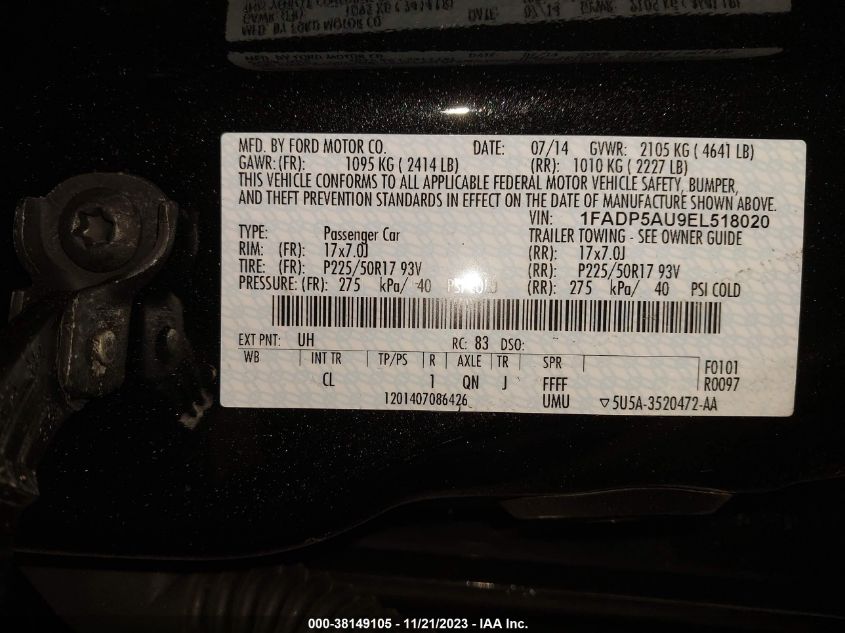 MFD. BY FORD MOTOR CO. DATE: 07/14 GVWR: 2105 KG ( 4641 LB)
GAWR:(FR): 1095 KG ( 2414 LB) (RR): 1010 KG ( 2227 LB)
THIS VEHICLE CONFORMS TO ALL APPLICABLE FEDERAL MOTOR VEHICLE SAFETY, BUMPER,
AND THEFT PREVENTION STANDARDS IN EFFECT ON THE DATE OF MANUFACTURE SHOWN ABOVE.
VIN: 1FADP5AU9EL518020
TYPE: Passenger Car TRAILER TOWING - SEE OWNER GUIDE
RIM: (FR): 17x7.0J (RR): 17x7.0J
TIRE: (FR): P225/50R17 93V (RR): P225/50R17 93V
PRESSURE: (FR): 275 kPa/ 40 PSI COLD (RR): 275 kPa/ 40 PSI COLD
EXT PNT: UH RC: 83 DSO:
WB INT TR TP/PS R AXLE TR SPR F0101
CL 1 QN J FFFF R0097
1201407086426 UMU ▽5U5A-3520472-AA
000-38149105 - 11/21/2023 - IAA Inc.